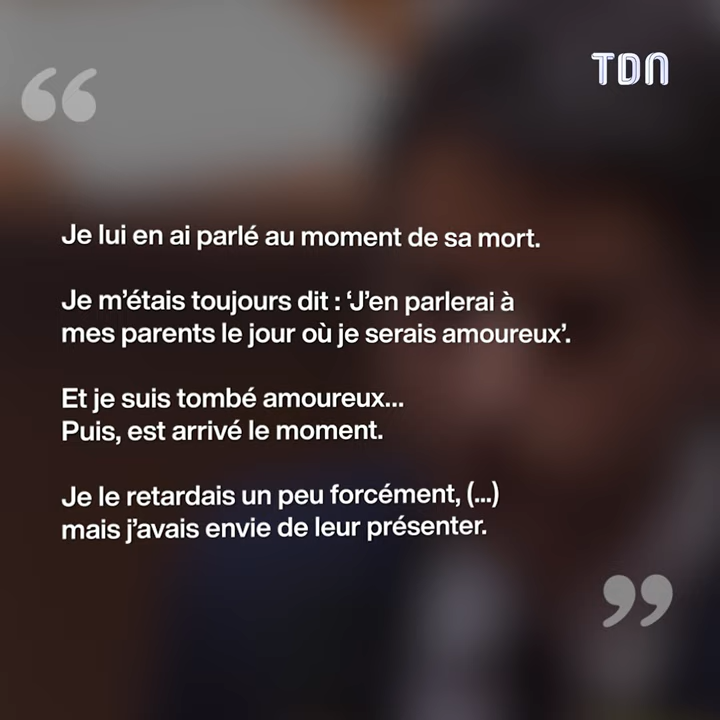 TDN
“
Je lui en ai parlé au moment de sa mort.
Je m’étais toujours dit : ‘J’en parlerai à
mes parents le jour où je serais amoureux’.
Et je suis tombé amoureux...
Puis, est arrivé le moment.
Je le retardais un peu forcément, (...)
mais j’avais envie de leur présenter.
”